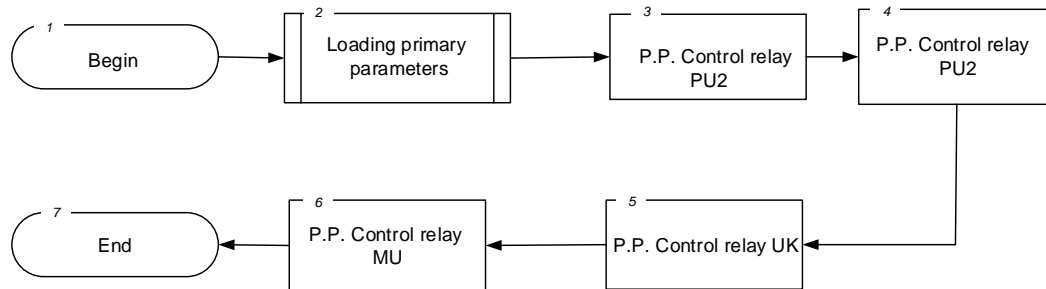 1
Begin
2
Loading primary
parameters
3
P.P. Control relay
PU2
4
P.P. Control relay
PU2
5
P.P. Control relay UK
6
P.P. Control relay
MU
7
End